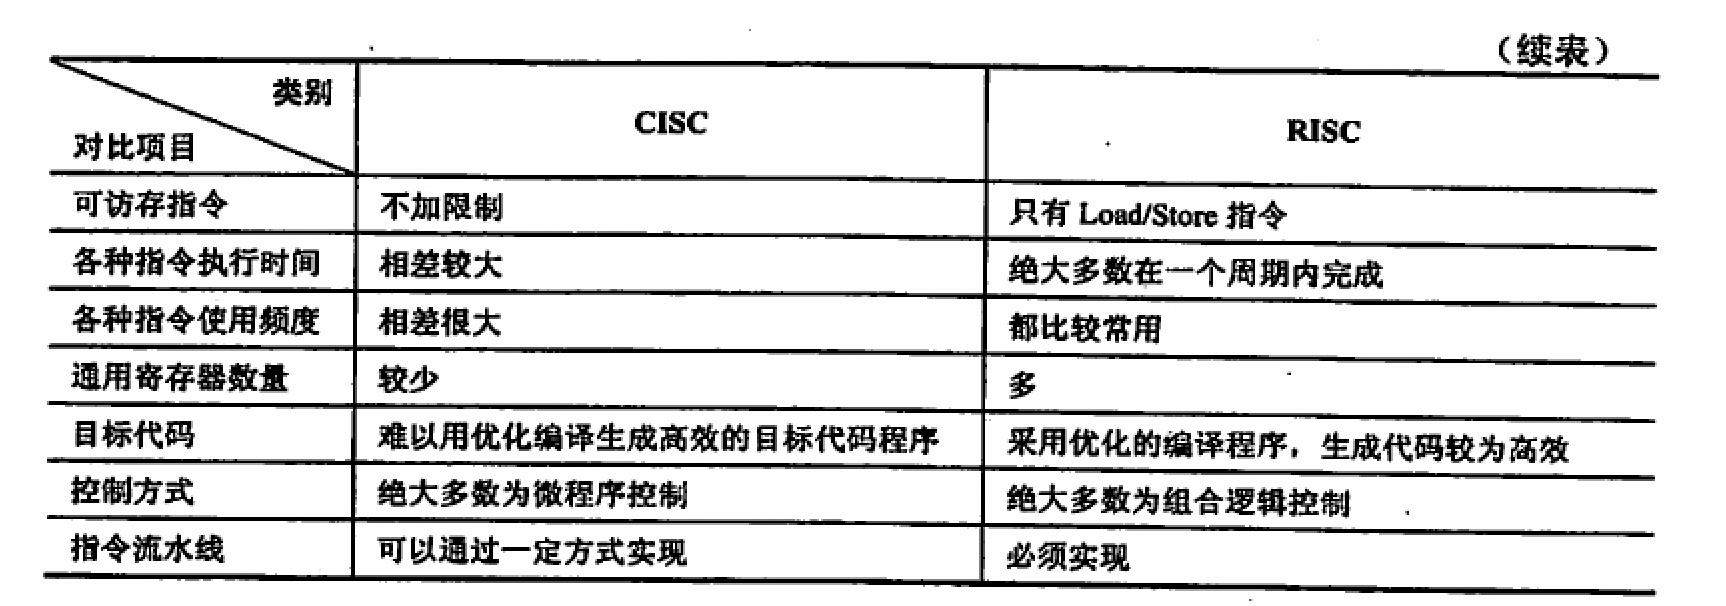 （续表）
类别
对比项目
CISC
RISC
可访存指令
不加限制
只有 Load/Store 指令
各种指令执行时间
相差较大
绝大多数在一个周期内完成
各种指令使用频度
相差很大
都比较常用
通用寄存器数量
较少
多
目标代码
难以用优化编译生成高效的目标代码程序
采用优化的编译程序，生成代码较为高效
控制方式
绝大多数为微程序控制
绝大多数为组合逻辑控制
指令流水线
可以通过一定方式实现
必须实现